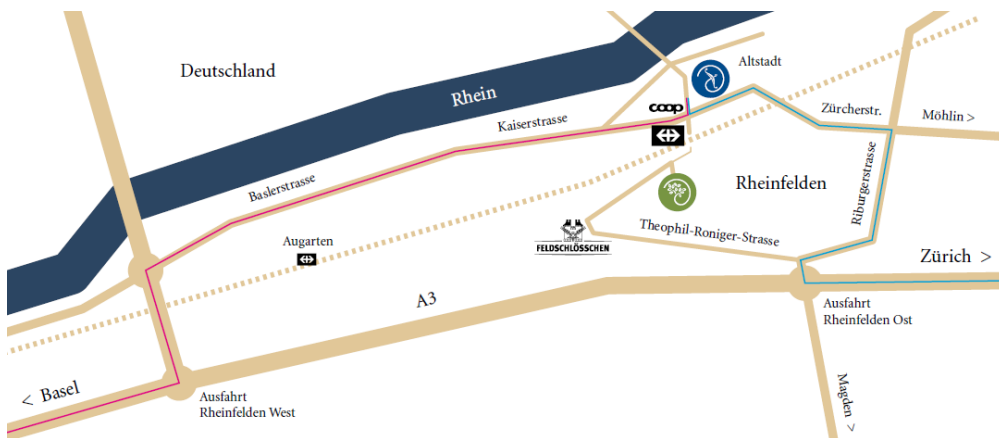 Deutschland
Rhein
Altstadt
coop
Kaiserstrasse
Zürcherstr.
Möhlin >
Baslerstrasse
Rheinfelden
Riburgerstrasse
Augarten
FELDSCHLÖSSCHEN
Theophil-Roniger-Strasse
Zürich >
A3
Ausfahrt
Rheinfelden Ost
< Basel
Ausfahrt
Rheinfelden West
Magden >